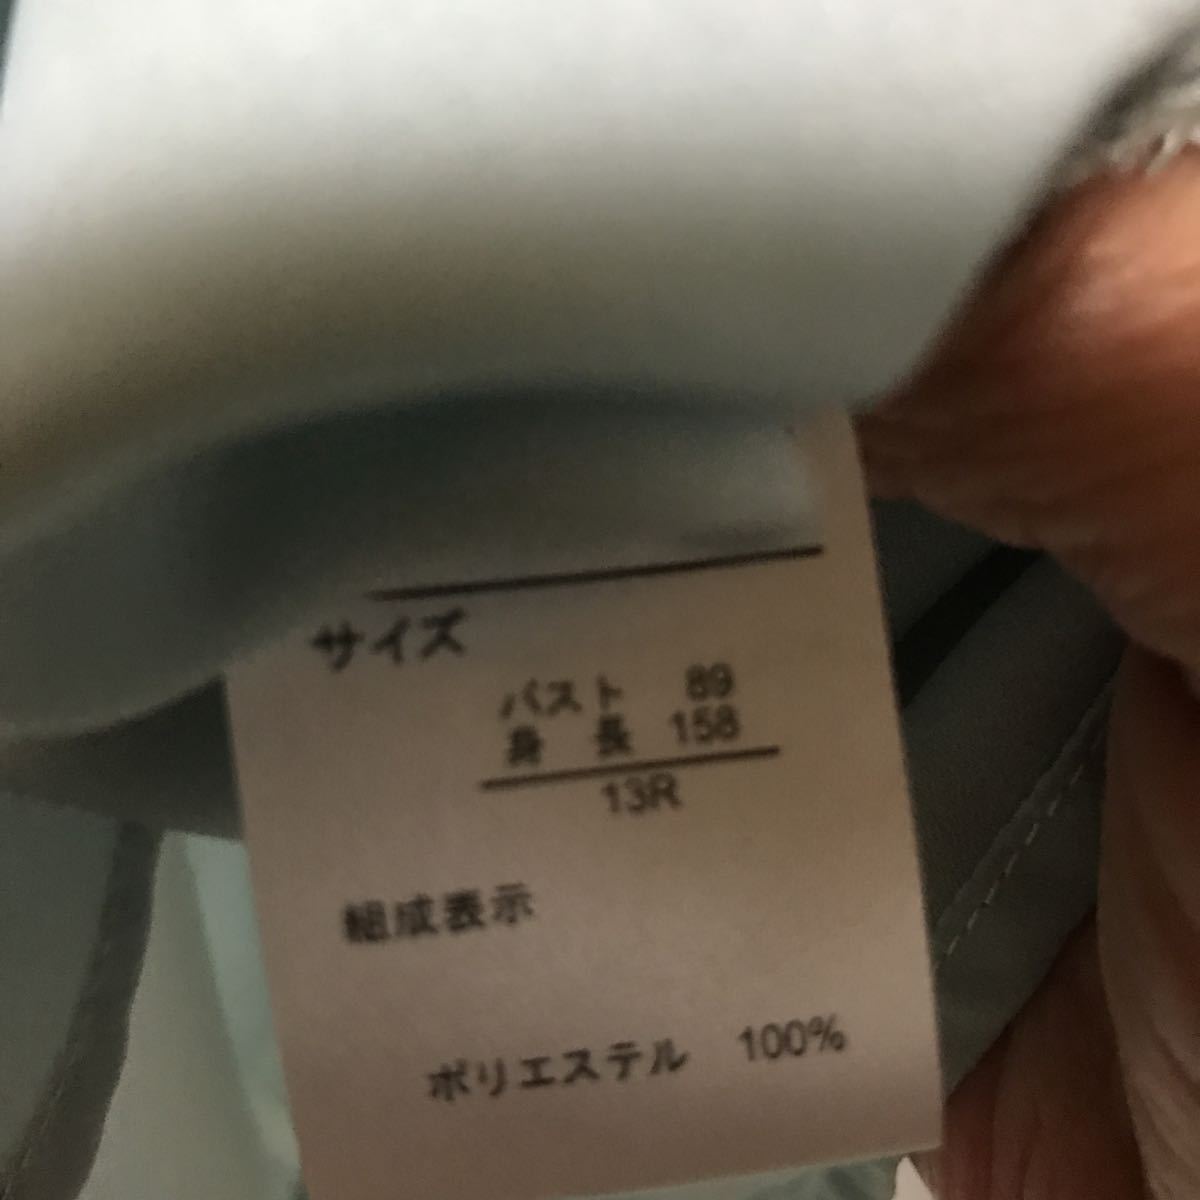 サイズ
バスト 89
身 長 158
13R
組成表示
ポリエステル 100%